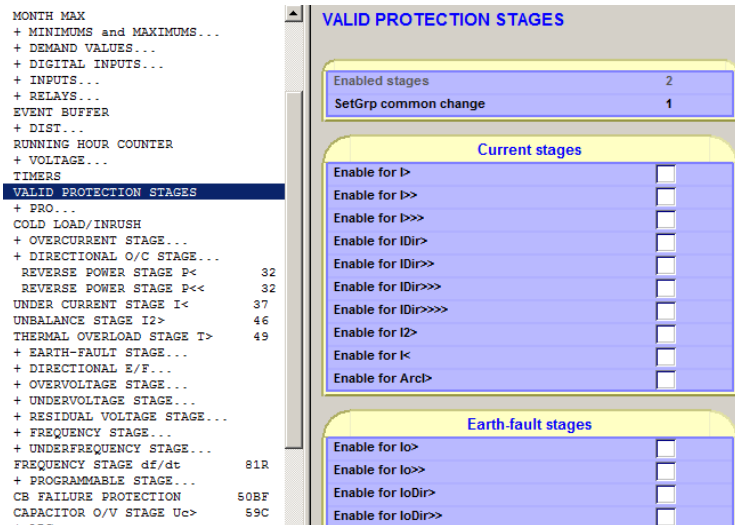 MONTH MAX
+ MINIMUMS and MAXIMUMS...
+ DEMAND VALUES...
+ DIGITAL INPUTS...
+ INPUTS...
+ RELAYS...
EVENT BUFFER
+ DIST...
RUNNING HOUR COUNTER
+ VOLTAGE...
TIMERS
VALID PROTECTION STAGES
+ PRO...
COLD LOAD/INRUSH
+ OVERCURRENT STAGE...
+ DIRECTIONAL O/C STAGE...
REVERSE POWER STAGE P< 32
REVERSE POWER STAGE P<< 32
UNDER CURRENT STAGE I< 37
UNBALANCE STAGE I2> 46
THERMAL OVERLOAD STAGE T> 49
+ EARTH-FAULT STAGE...
+ DIRECTIONAL E/F...
+ OVERVOLTAGE STAGE...
+ UNDERVOLTAGE STAGE...
+ RESIDUAL VOLTAGE STAGE...
+ FREQUENCY STAGE...
+ UNDERFREQUENCY STAGE...
FREQUENCY STAGE df/dt 81R
+ PROGRAMMABLE STAGE...
CB FAILURE PROTECTION 50BF
CAPACITOR O/V STAGE Uc> 59C
VALID PROTECTION STAGES
Enabled stages 2
SetGrp common change 1
Current stages
Enable for I>
Enable for I>>
Enable for I>>>
Enable for IDir>
Enable for IDir>>
Enable for IDir>>>
Enable for IDir>>>>
Enable for I2>
Enable for I<
Enable for ArcI>
Earth-fault stages
Enable for Io>
Enable for Io>>
Enable for IoDir>
Enable for IoDir>>